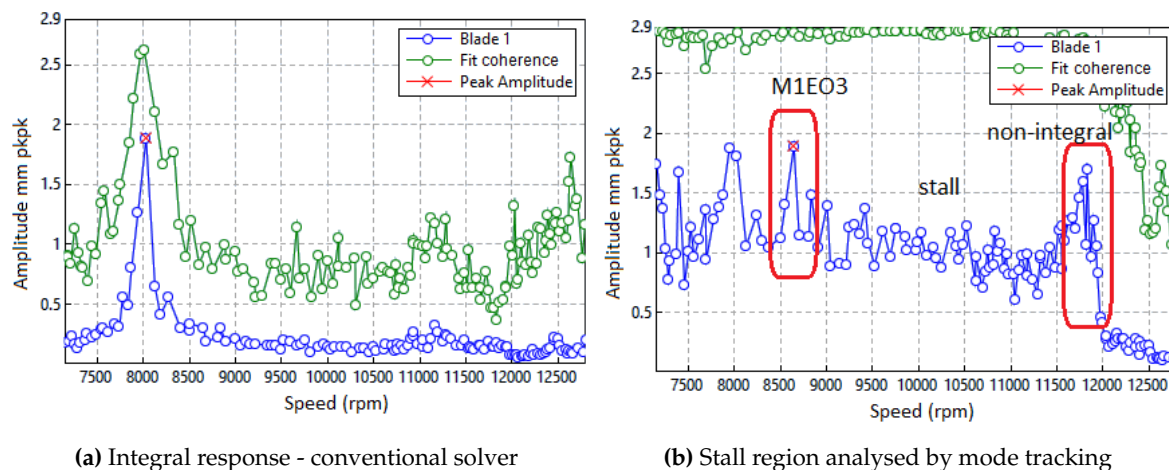 2.9
2.5
2
1.5
1
0.5
Amplitude mm pkpk
Blade 1
Fit coherence
Peak Amplitude
7500 8000 8500 9000 9500 10000 10500 11000 11500 12000 12500
Speed (rpm)
(a) Integral response - conventional solver
2.9
2.5
2
1.5
1
0.5
Amplitude mm pkpk
Blade 1
Fit coherence
Peak Amplitude
M1EO3
non-integral
stall
7500 8000 8500 9000 9500 10000 10500 11000 11500 12000 12500
Speed (rpm)
(b) Stall region analysed by mode tracking